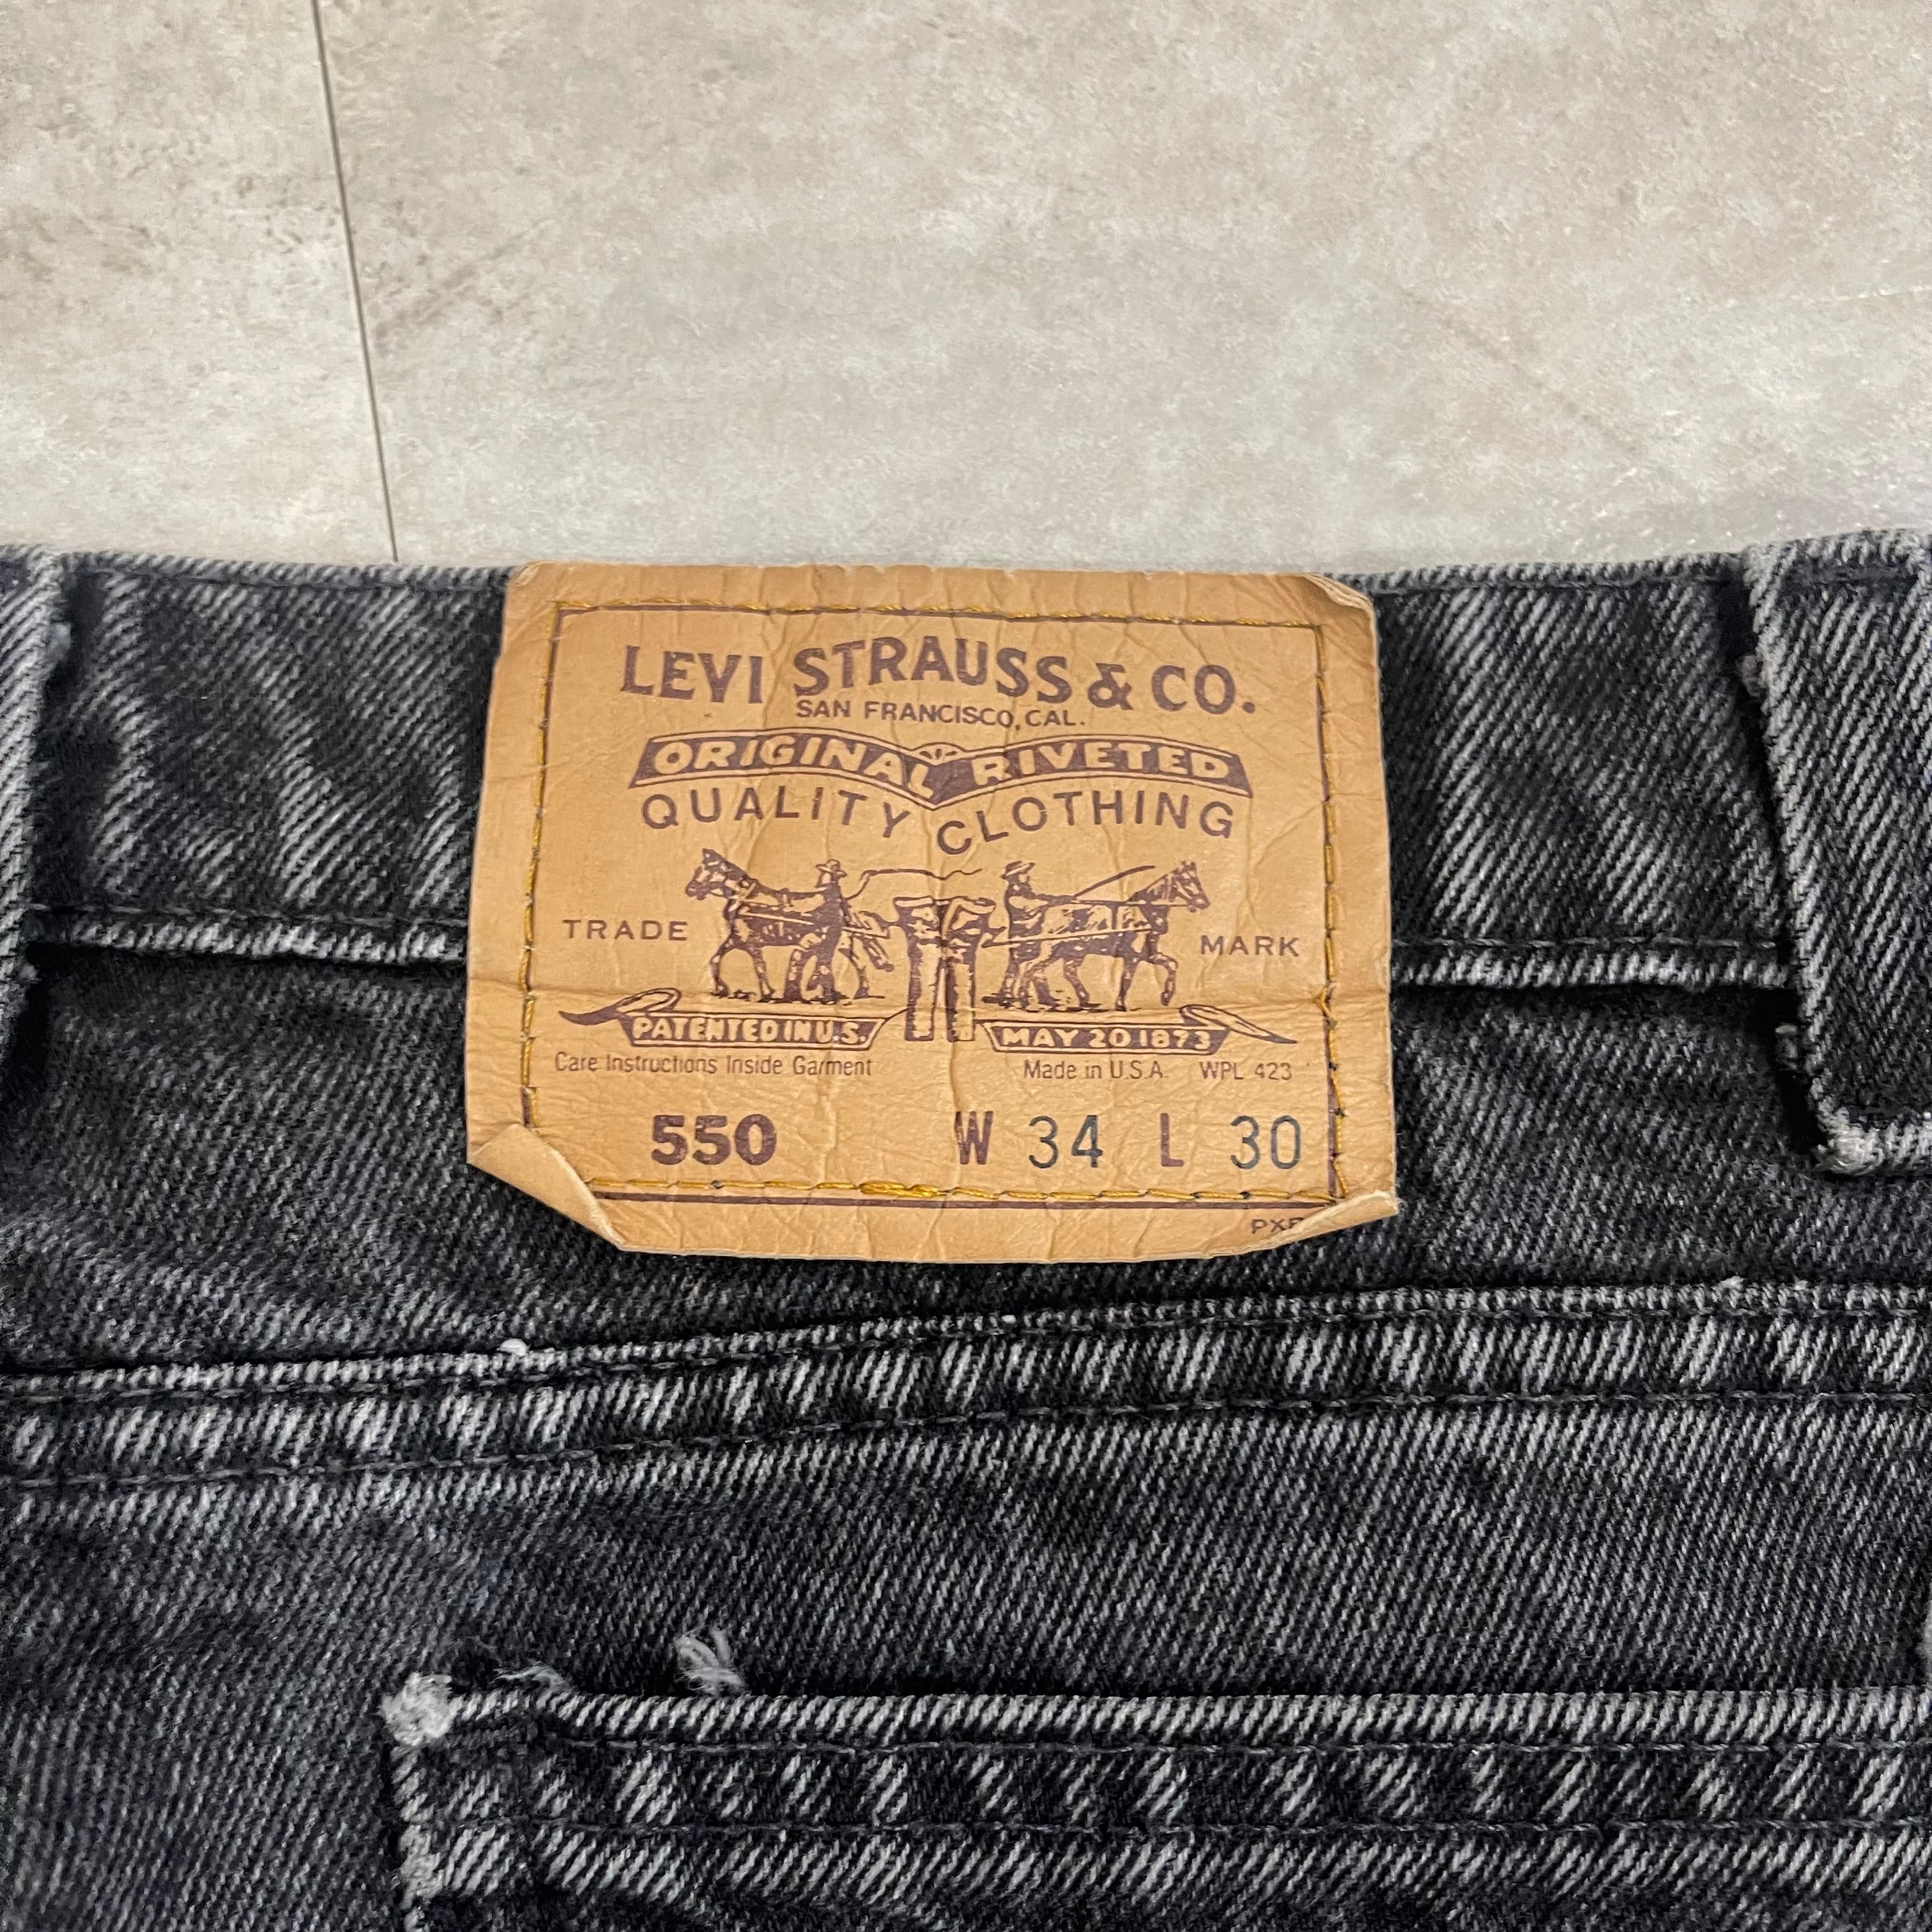 LEVI STRAUSS & CO.
SAN FRANCISCO, CAL.
ORIGINAL RIVETED
QUALITY CLOTHING
TRADE MARK
PATENTED IN U.S. MAY 20 1873
Care Instructions Inside Garment Made in U.S.A. WPL 423
550 W 34 L 30